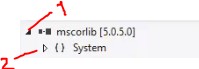 1
mscorlib [5.0.5.0]
2
{ } System